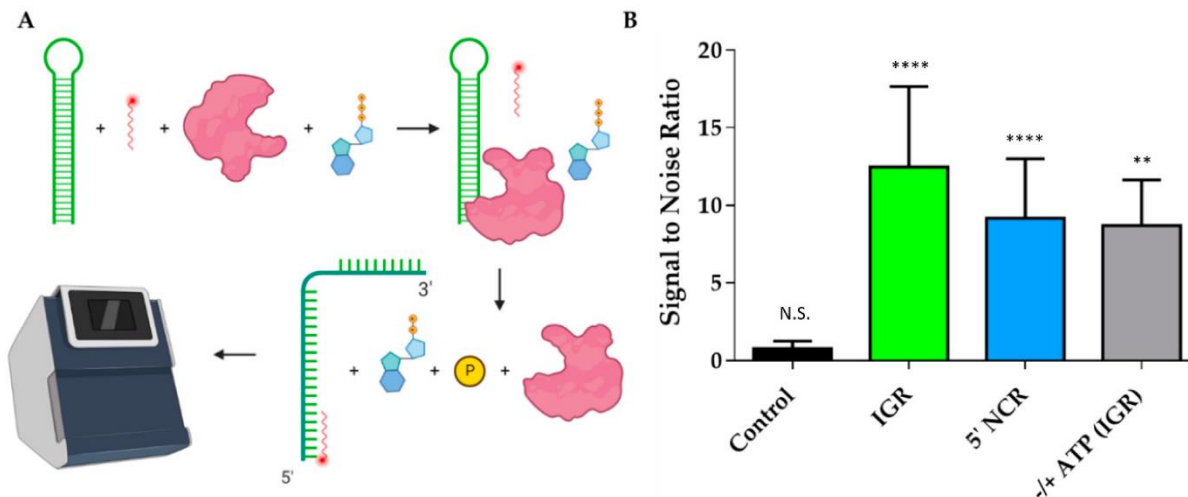 A
+
+
+
3'
+
+
P
+
5'
B
Signal to Noise Ratio
20
15
10
5
0
N.S.
****
****
**
Control
IGR
5' NCR
-/+ ATP (IGR)